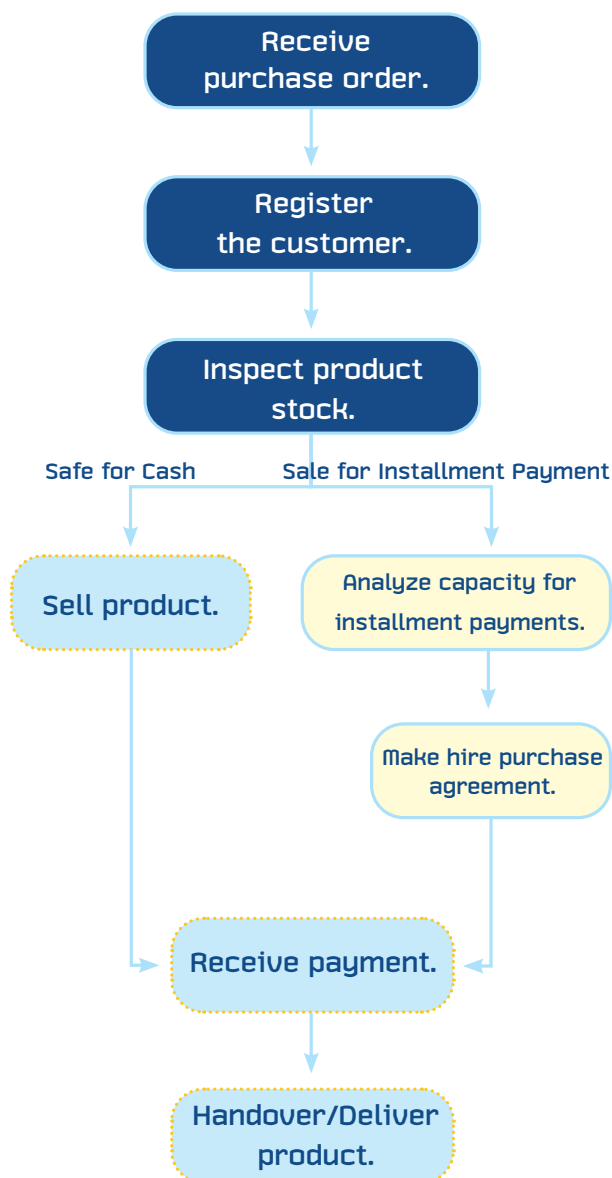 Receive
purchase order.
Register
the customer.
Inspect product
stock.
Safe for Cash
Sale for Installment Payment
Sell product.
Analyze capacity for
installment payments.
Make hire purchase
agreement.
Receive payment.
Handover/Deliver
product.